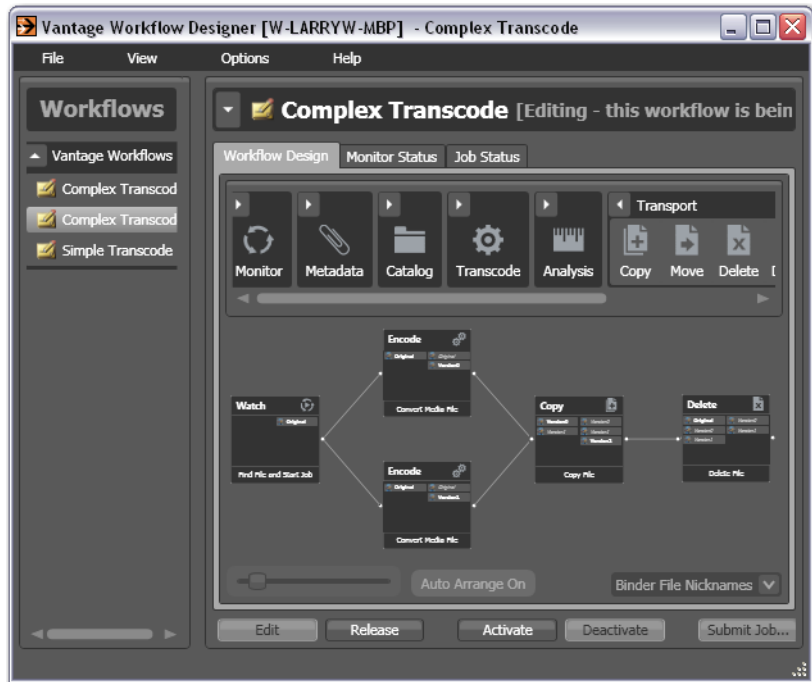 Vantage Workflow Designer [W-LARRYW-MBP] - Complex Transcode
File View Options Help
Workflows
Vantage Workflows
Complex Transcod
Complex Transcod
Simple Transcode
Complex Transcode [Editing - this workflow is bein
Workflow Design Monitor Status Job Status
Monitor
Metadata
Catalog
Transcode
Analysis
Transport
Copy Move Delete D
Watch
Original
Find File and Start Job
Encode
Original Original
Version0
Convert Media File
Encode
Original Original
Version1
Convert Media File
Copy
Copy File
Delete
Delete File
Auto Arrange On
Binder File Nicknames
Edit Release Activate Deactivate Submit Job...